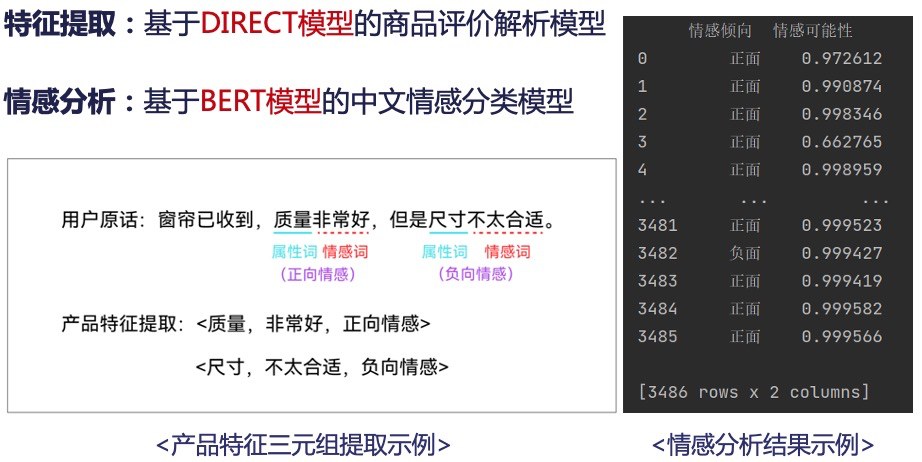 特征提取：基于DIRECT模型的商品评价解析模型
情感分析：基于BERT模型的中文情感分类模型
用户原话：窗帘已收到，质量非常好，但是尺寸不太合适。
属性词 情感词 属性词 情感词
（正向情感） （负向情感）
产品特征提取：<质量，非常好，正向情感>
<尺寸，不太合适，负向情感>
<产品特征三元组提取示例>
情感倾向 情感可能性
0 正面 0.972612
1 正面 0.990874
2 正面 0.998346
3 正面 0.662765
4 正面 0.998959
... ... ...
3481 正面 0.999523
3482 负面 0.999427
3483 正面 0.999419
3484 正面 0.999582
3485 正面 0.999566
[3486 rows x 2 columns]
<情感分析结果示例>